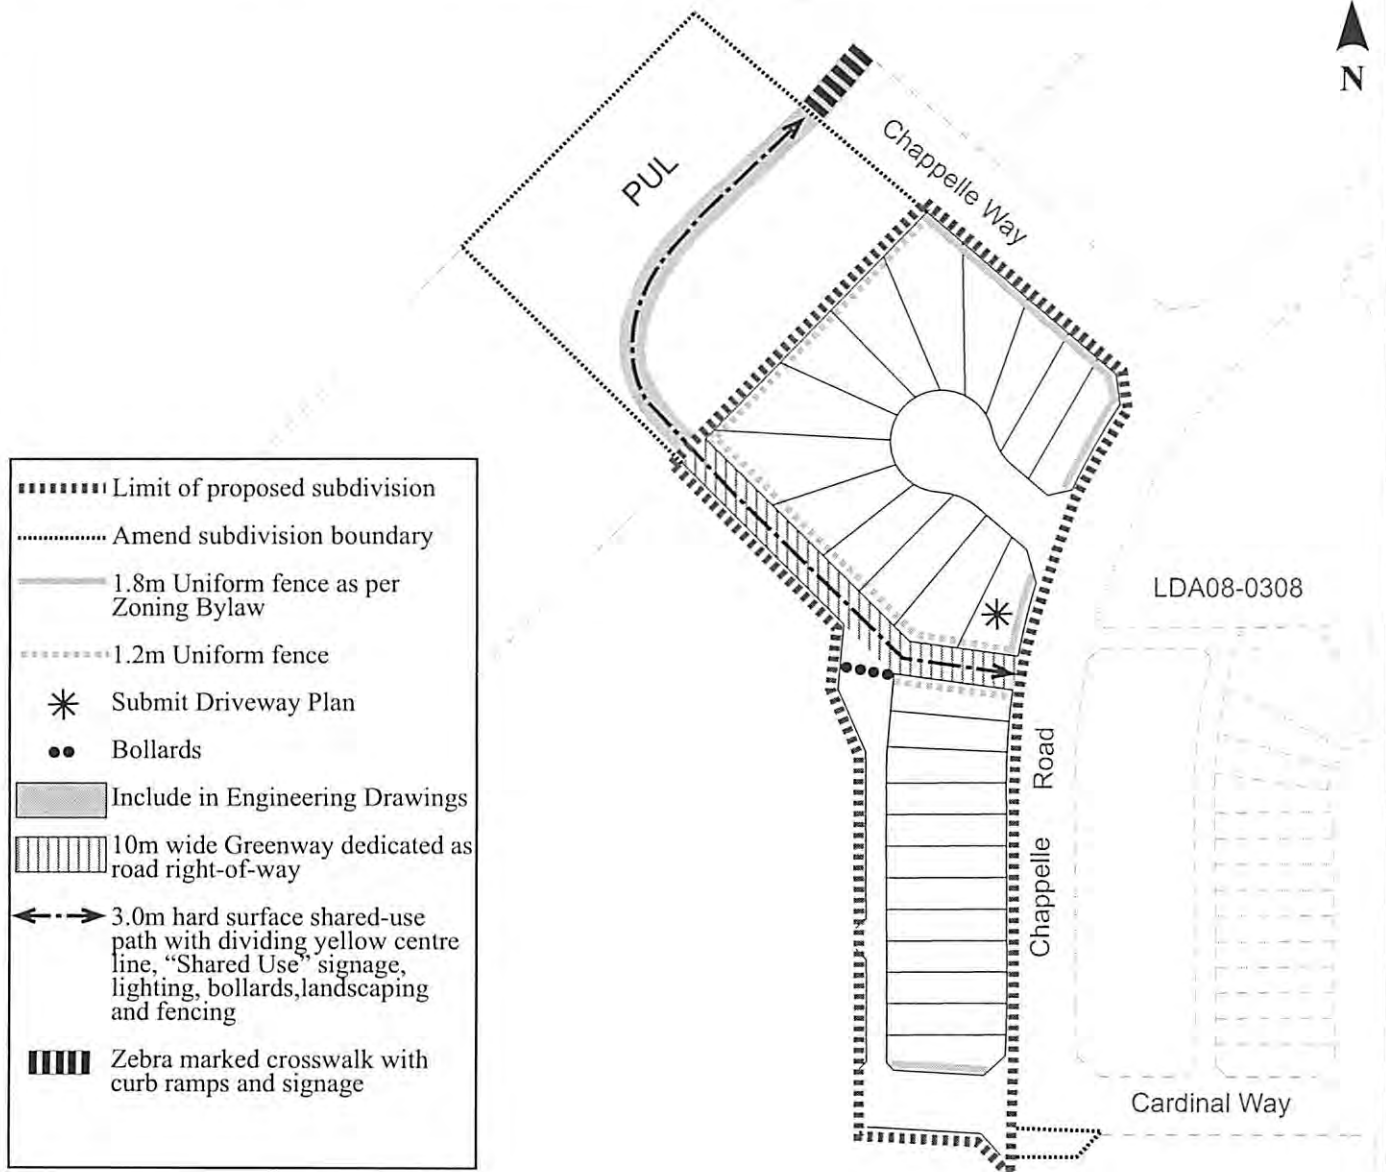 N
Chappelle Way
PUL
Limit of proposed subdivision
Amend subdivision boundary
1.8m Uniform fence as per
Zoning Bylaw
1.2m Uniform fence
Submit Driveway Plan
Bollards
Include in Engineering Drawings
10m wide Greenway dedicated as
road right-of-way
3.0m hard surface shared-use
path with dividing yellow centre
line, “Shared Use” signage,
lighting, bollards,landscaping
and fencing
Zebra marked crosswalk with
curb ramps and signage
LDA08-0308
Chappelle Road
Cardinal Way